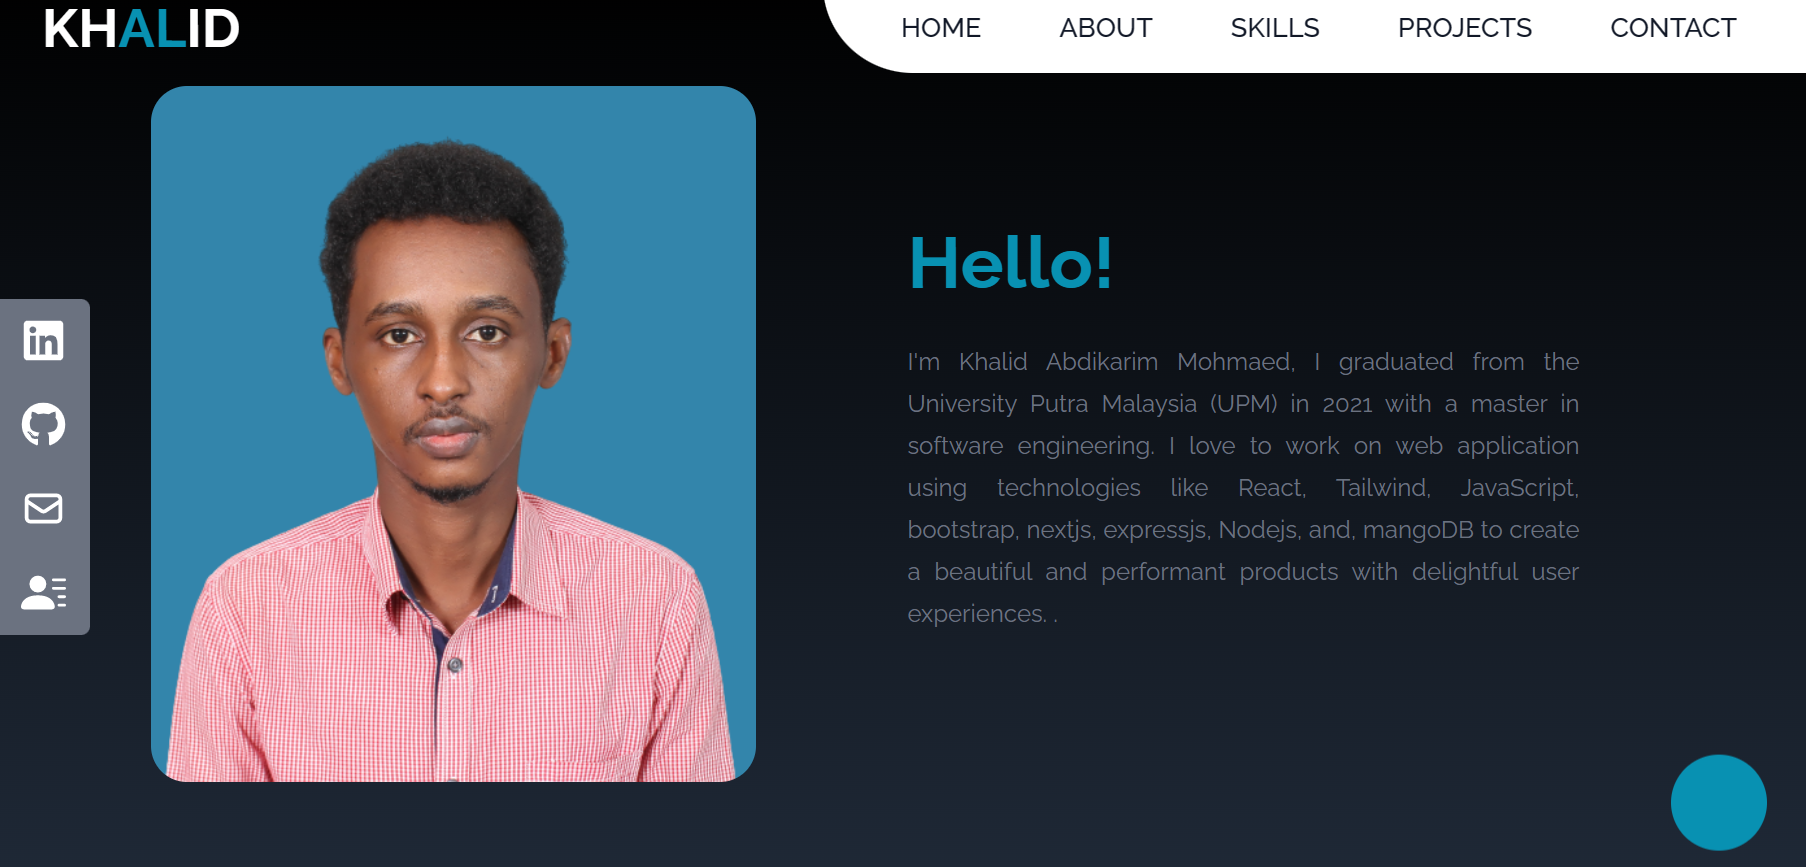 KHALID
HOME ABOUT SKILLS PROJECTS CONTACT
Hello!
I'm Khalid Abdikarim Mohmaed, I graduated from the
University Putra Malaysia (UPM) in 2021 with a master in
software engineering. I love to work on web application
using technologies like React, Tailwind, JavaScript,
bootstrap, nextjs, expressjs, Nodejs, and, mangoDB to create
a beautiful and performant products with delightful user
experiences. .
in